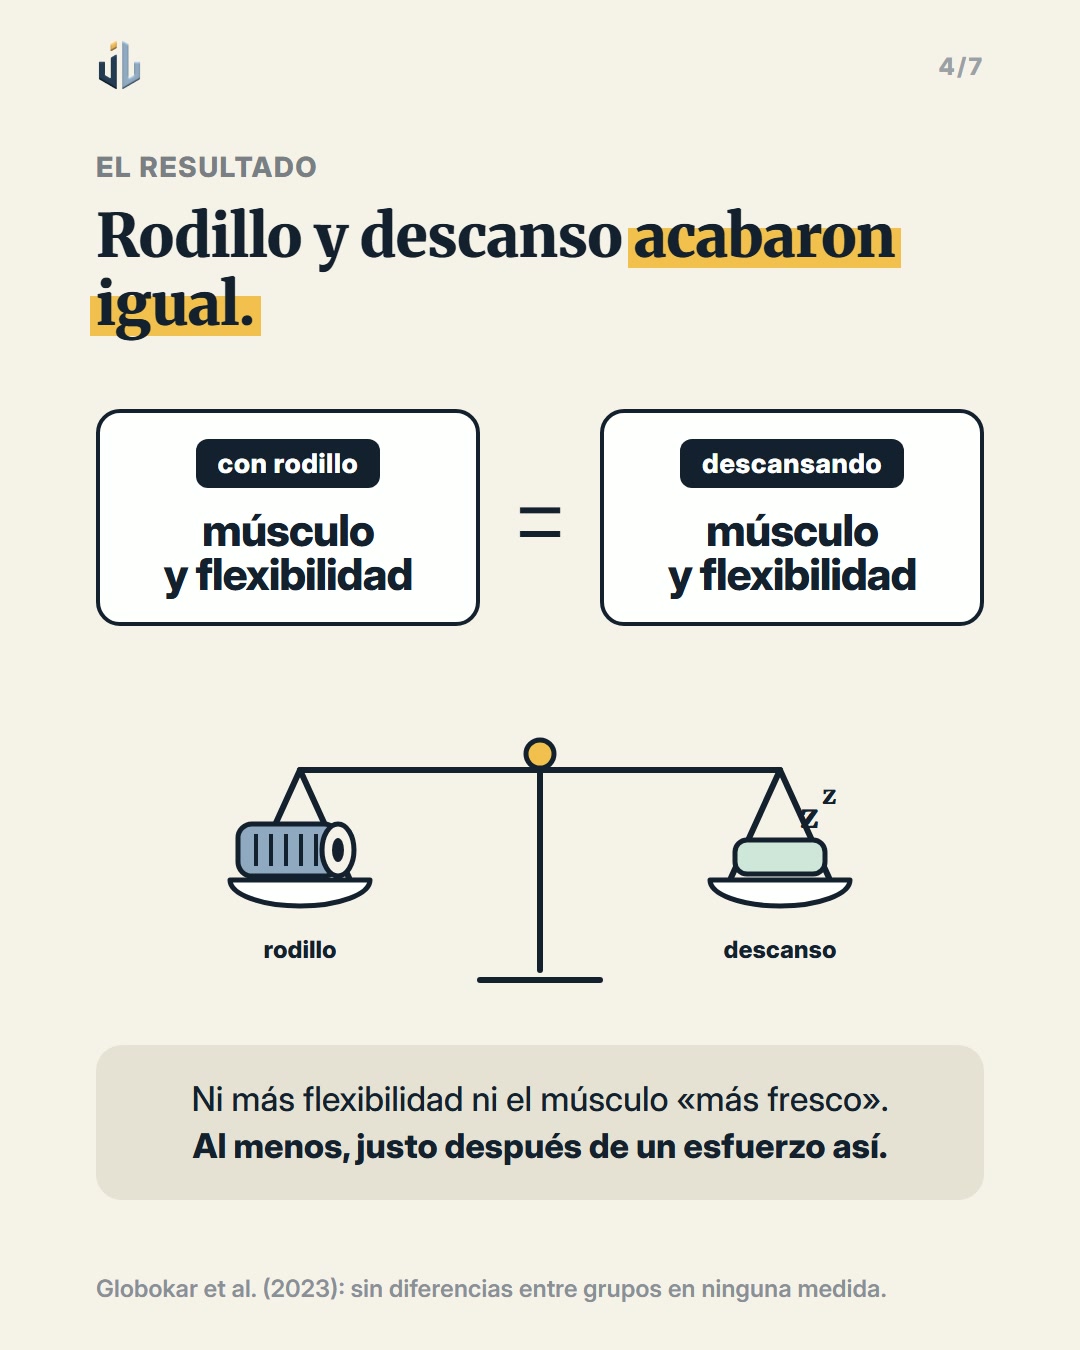 4/7
EL RESULTADO
Rodillo y descanso acabaron
igual.
con rodillo
músculo
y flexibilidad
=
descansando
músculo
y flexibilidad
z
z
rodillo
descanso
Ni más flexibilidad ni el músculo «más fresco».
Al menos, justo después de un esfuerzo así.
Globokar et al. (2023): sin diferencias entre grupos en ninguna medida.